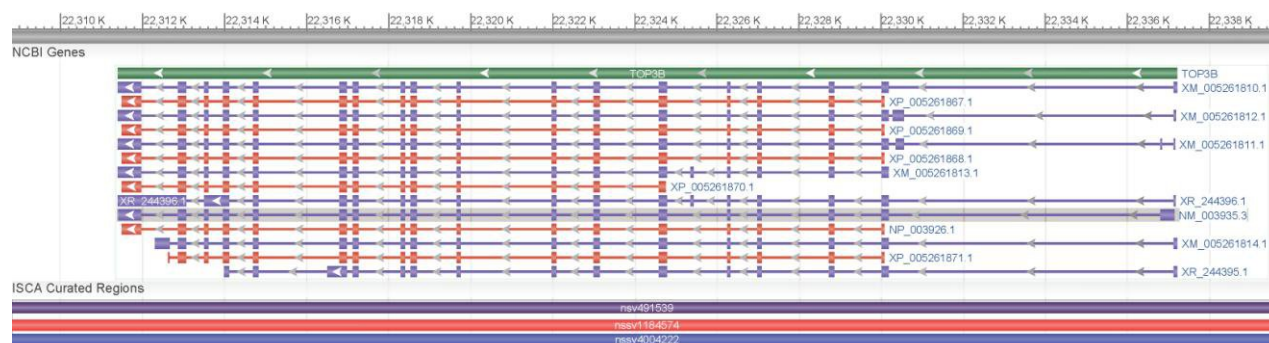 22,310 K 22,312 K 22,314 K 22,316 K 22,318 K 22,320 K 22,322 K 22,324 K 22,326 K 22,328 K 22,330 K 22,332 K 22,334 K 22,336 K 22,338 K
NCBI Genes
TOP3B TOP3B
XM_005261810.1
XP_005261867.1
XM_005261812.1
XP_005261869.1
XM_005261811.1
XP_005261868.1
XM_005261813.1
XP_005261870.1
XR_244396.1 XR_244396.1
NM_003935.3
NP_003926.1
XM_005261814.1
XP_005261871.1
XR_244395.1
ISCA Curated Regions
nsv491539
nssv1184574
nssv4004222